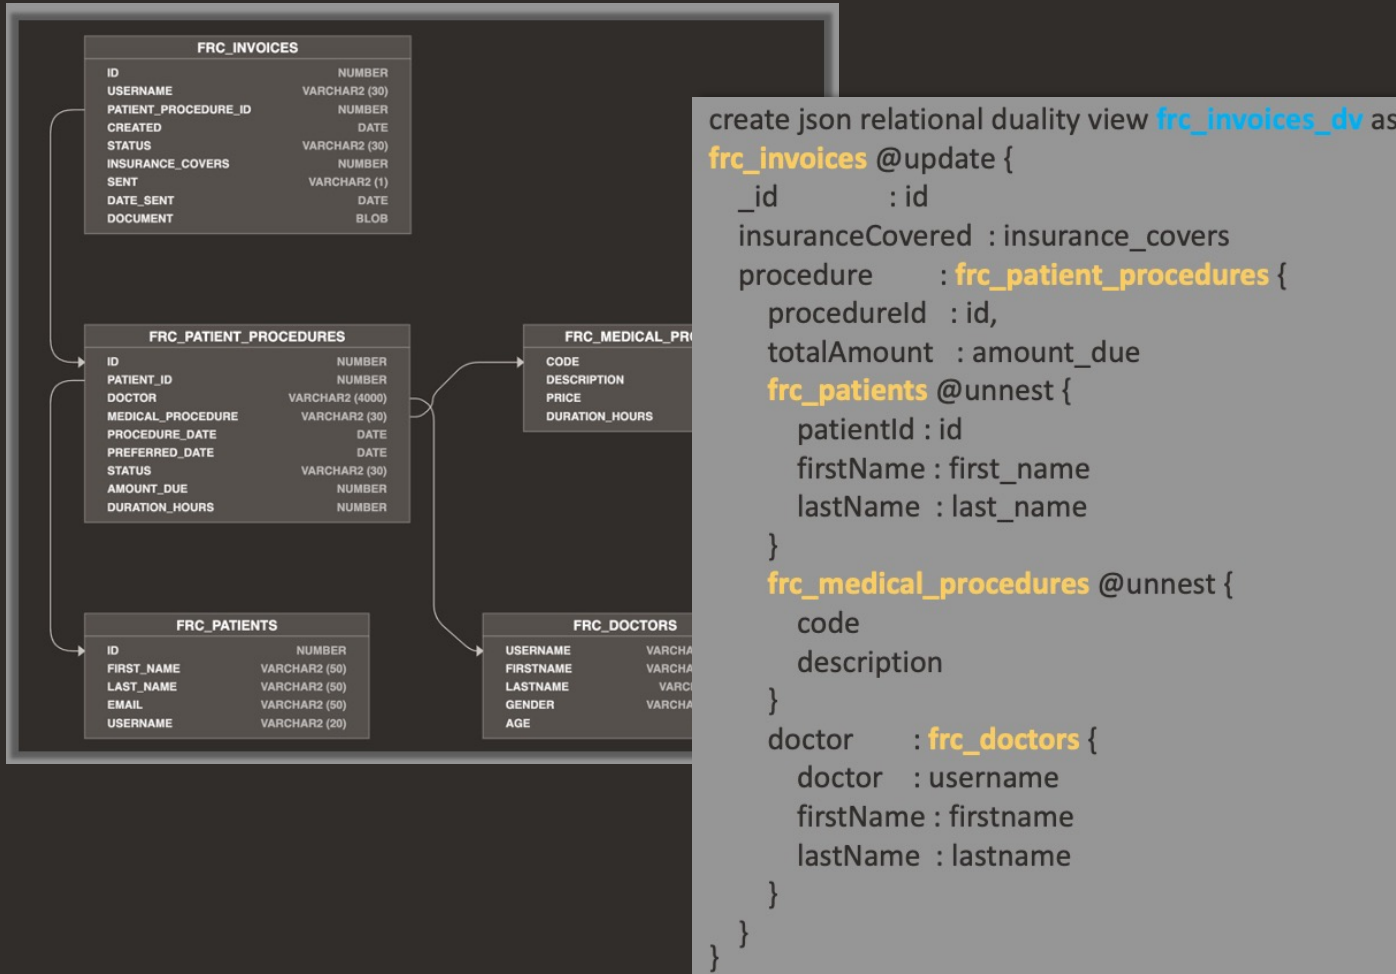 FRC_INVOICES
ID NUMBER
USERNAME VARCHAR2 (30)
PATIENT_PROCEDURE_ID NUMBER
CREATED DATE
STATUS VARCHAR2 (30)
INSURANCE_COVERS NUMBER
SENT VARCHAR2 (1)
DATE_SENT DATE
DOCUMENT BLOB
FRC_PATIENT_PROCEDURES
ID NUMBER
PATIENT_ID NUMBER
DOCTOR VARCHAR2 (4000)
MEDICAL_PROCEDURE VARCHAR2 (30)
PROCEDURE_DATE DATE
PREFERRED_DATE DATE
STATUS VARCHAR2 (30)
AMOUNT_DUE NUMBER
DURATION_HOURS NUMBER
FRC_MEDICAL_PR
CODE
DESCRIPTION
PRICE
DURATION_HOURS
FRC_PATIENTS
ID NUMBER
FIRST_NAME VARCHAR2 (50)
LAST_NAME VARCHAR2 (50)
EMAIL VARCHAR2 (50)
USERNAME VARCHAR2 (20)
FRC_DOCTORS
USERNAME VARCHA
FIRSTNAME VARCHA
LASTNAME VARC
GENDER VARCHA
AGE
create json relational duality view frc_invoices_dv as
frc_invoices @update {
_id : id
insuranceCovered : insurance_covers
procedure : frc_patient_procedures {
procedureId : id,
totalAmount : amount_due
frc_patients @unnest {
patientId : id
firstName : first_name
lastName : last_name
}
frc_medical_procedures @unnest {
code
description
}
doctor : frc_doctors {
doctor : username
firstName : firstname
lastName : lastname
}
}
}